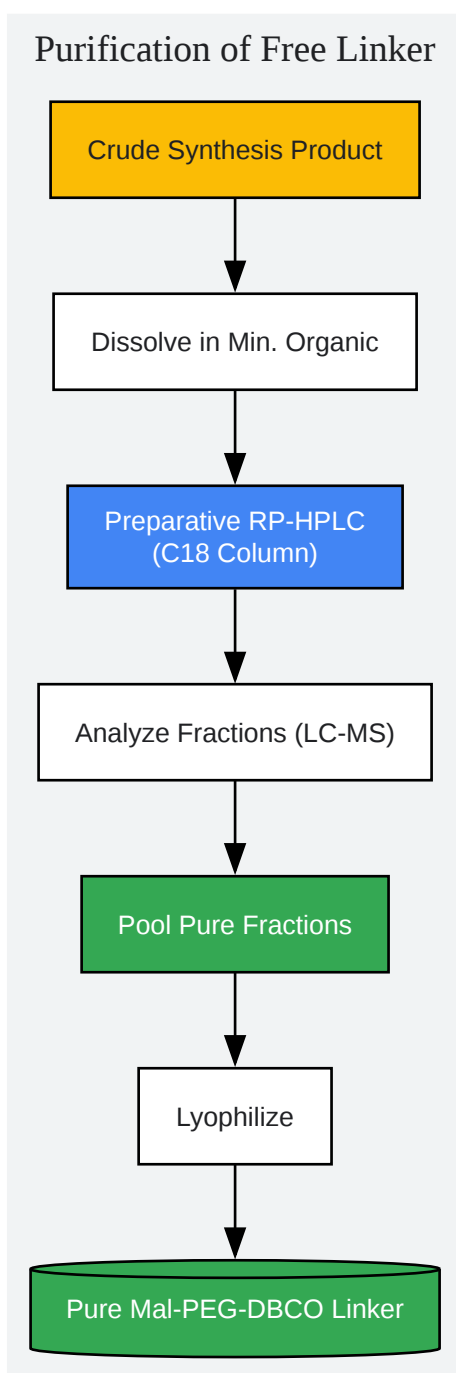 Purification of Free Linker
Crude Synthesis Product
Dissolve in Min. Organic
Preparative RP-HPLC
(C18 Column)
Analyze Fractions (LC-MS)
Pool Pure Fractions
Lyophilize
Pure Mal-PEG-DBCO Linker